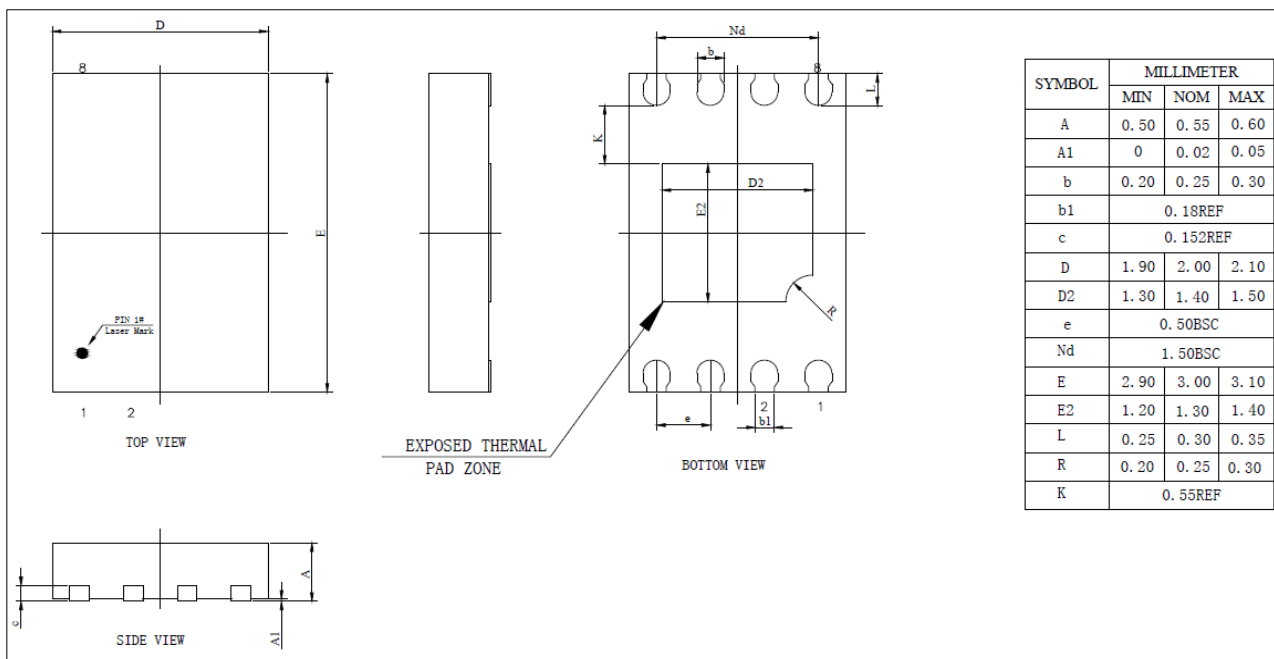 D
8
PIN 1#
Laser Mark
E
1 2
TOP VIEW
Nd
b
8
L
K
D2
E2
R
e
2
b1
1
EXPOSED THERMAL
PAD ZONE
BOTTOM VIEW
A
c
A1
SIDE VIEW
SYMBOL MILLIMETER
MIN NOM MAX
A 0.50 0.55 0.60
A1 0 0.02 0.05
b 0.20 0.25 0.30
b1 0.18REF
c 0.152REF
D 1.90 2.00 2.10
D2 1.30 1.40 1.50
e 0.50BSC
Nd 1.50BSC
E 2.90 3.00 3.10
E2 1.20 1.30 1.40
L 0.25 0.30 0.35
R 0.20 0.25 0.30
K 0.55REF